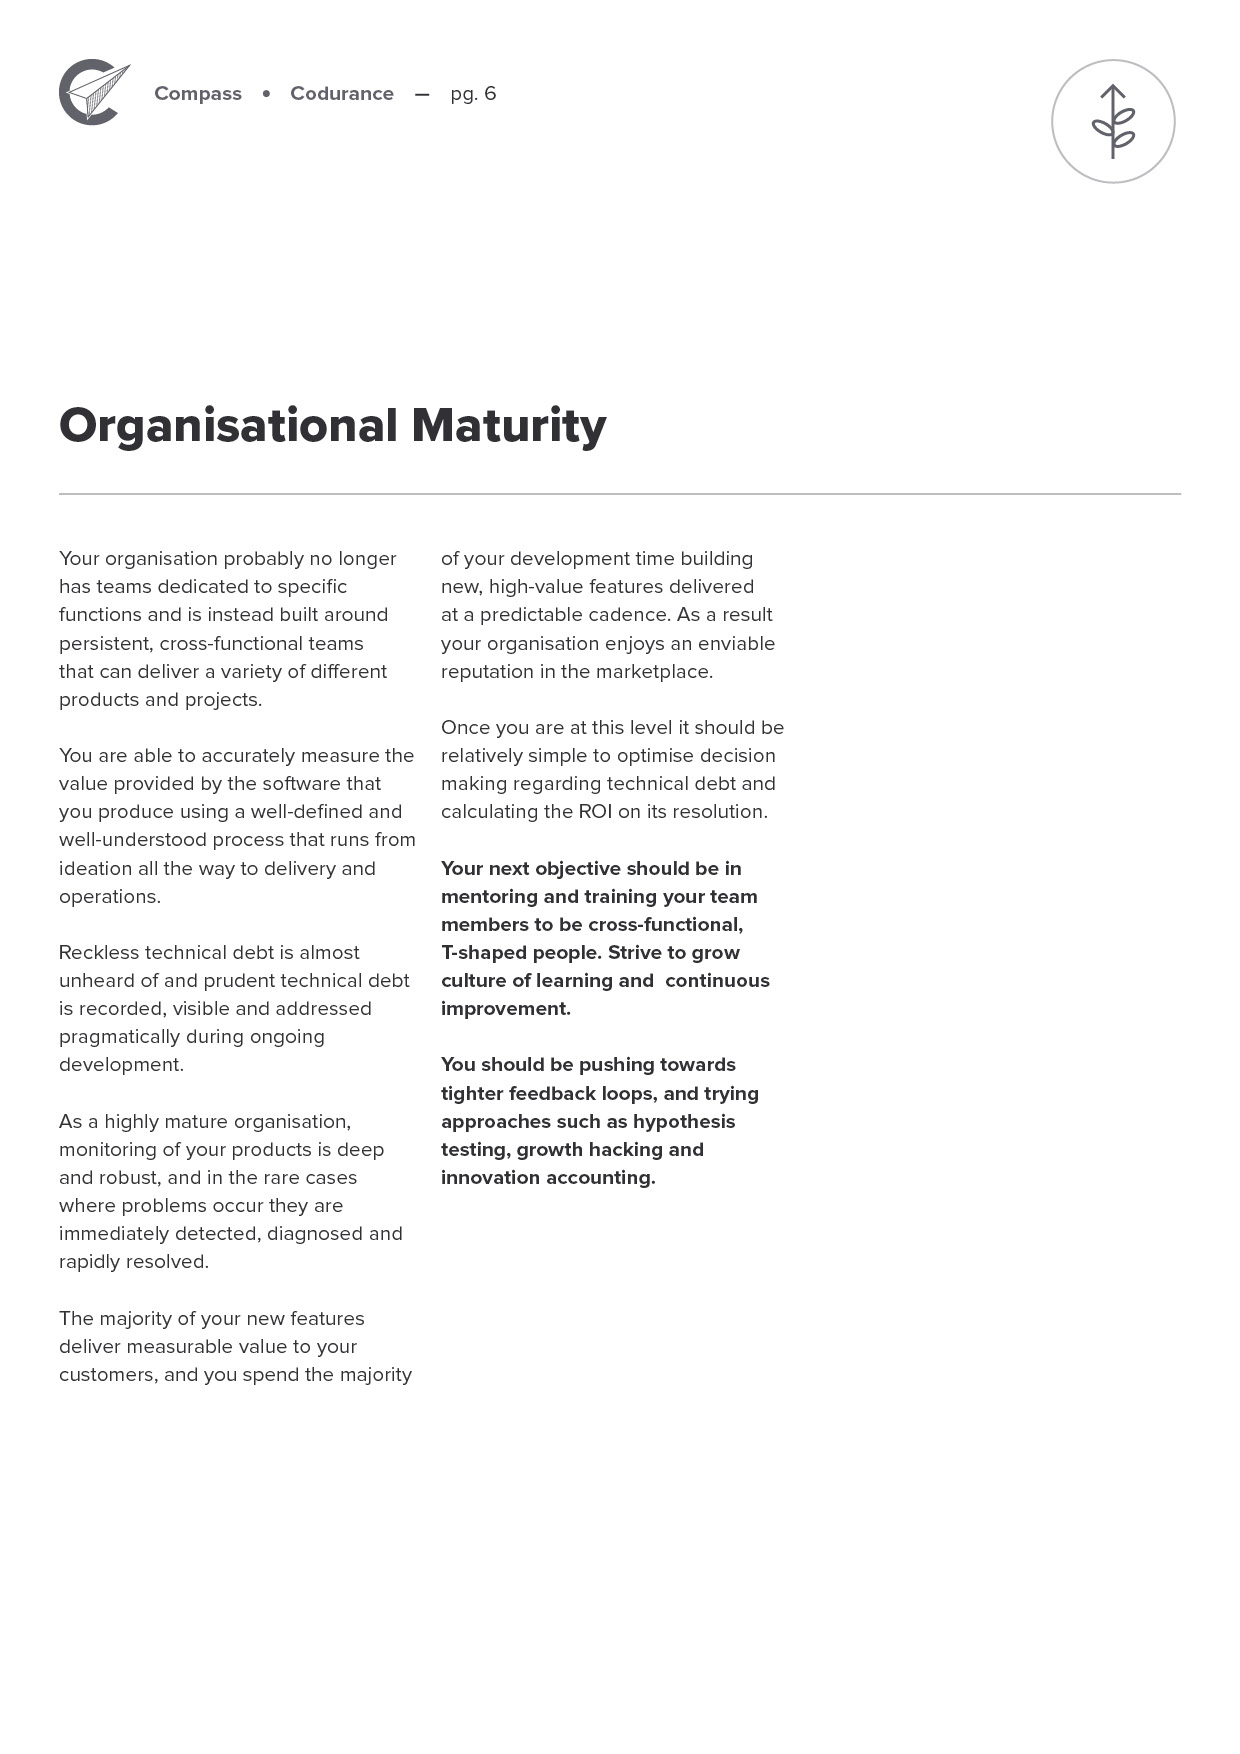 Compass • Codurance — pg. 6
Organisational Maturity
Your organisation probably no longer
has teams dedicated to specific
functions and is instead built around
persistent, cross-functional teams
that can deliver a variety of different
products and projects.
You are able to accurately measure the
value provided by the software that
you produce using a well-defined and
well-understood process that runs from
ideation all the way to delivery and
operations.
Reckless technical debt is almost
unheard of and prudent technical debt
is recorded, visible and addressed
pragmatically during ongoing
development.
As a highly mature organisation,
monitoring of your products is deep
and robust, and in the rare cases
where problems occur they are
immediately detected, diagnosed and
rapidly resolved.
The majority of your new features
deliver measurable value to your
customers, and you spend the majority
of your development time building
new, high-value features delivered
at a predictable cadence. As a result
your organisation enjoys an enviable
reputation in the marketplace.
Once you are at this level it should be
relatively simple to optimise decision
making regarding technical debt and
calculating the ROI on its resolution.
Your next objective should be in
mentoring and training your team
members to be cross-functional,
T-shaped people. Strive to grow
culture of learning and  continuous
improvement.
You should be pushing towards
tighter feedback loops, and trying
approaches such as hypothesis
testing, growth hacking and
innovation accounting.